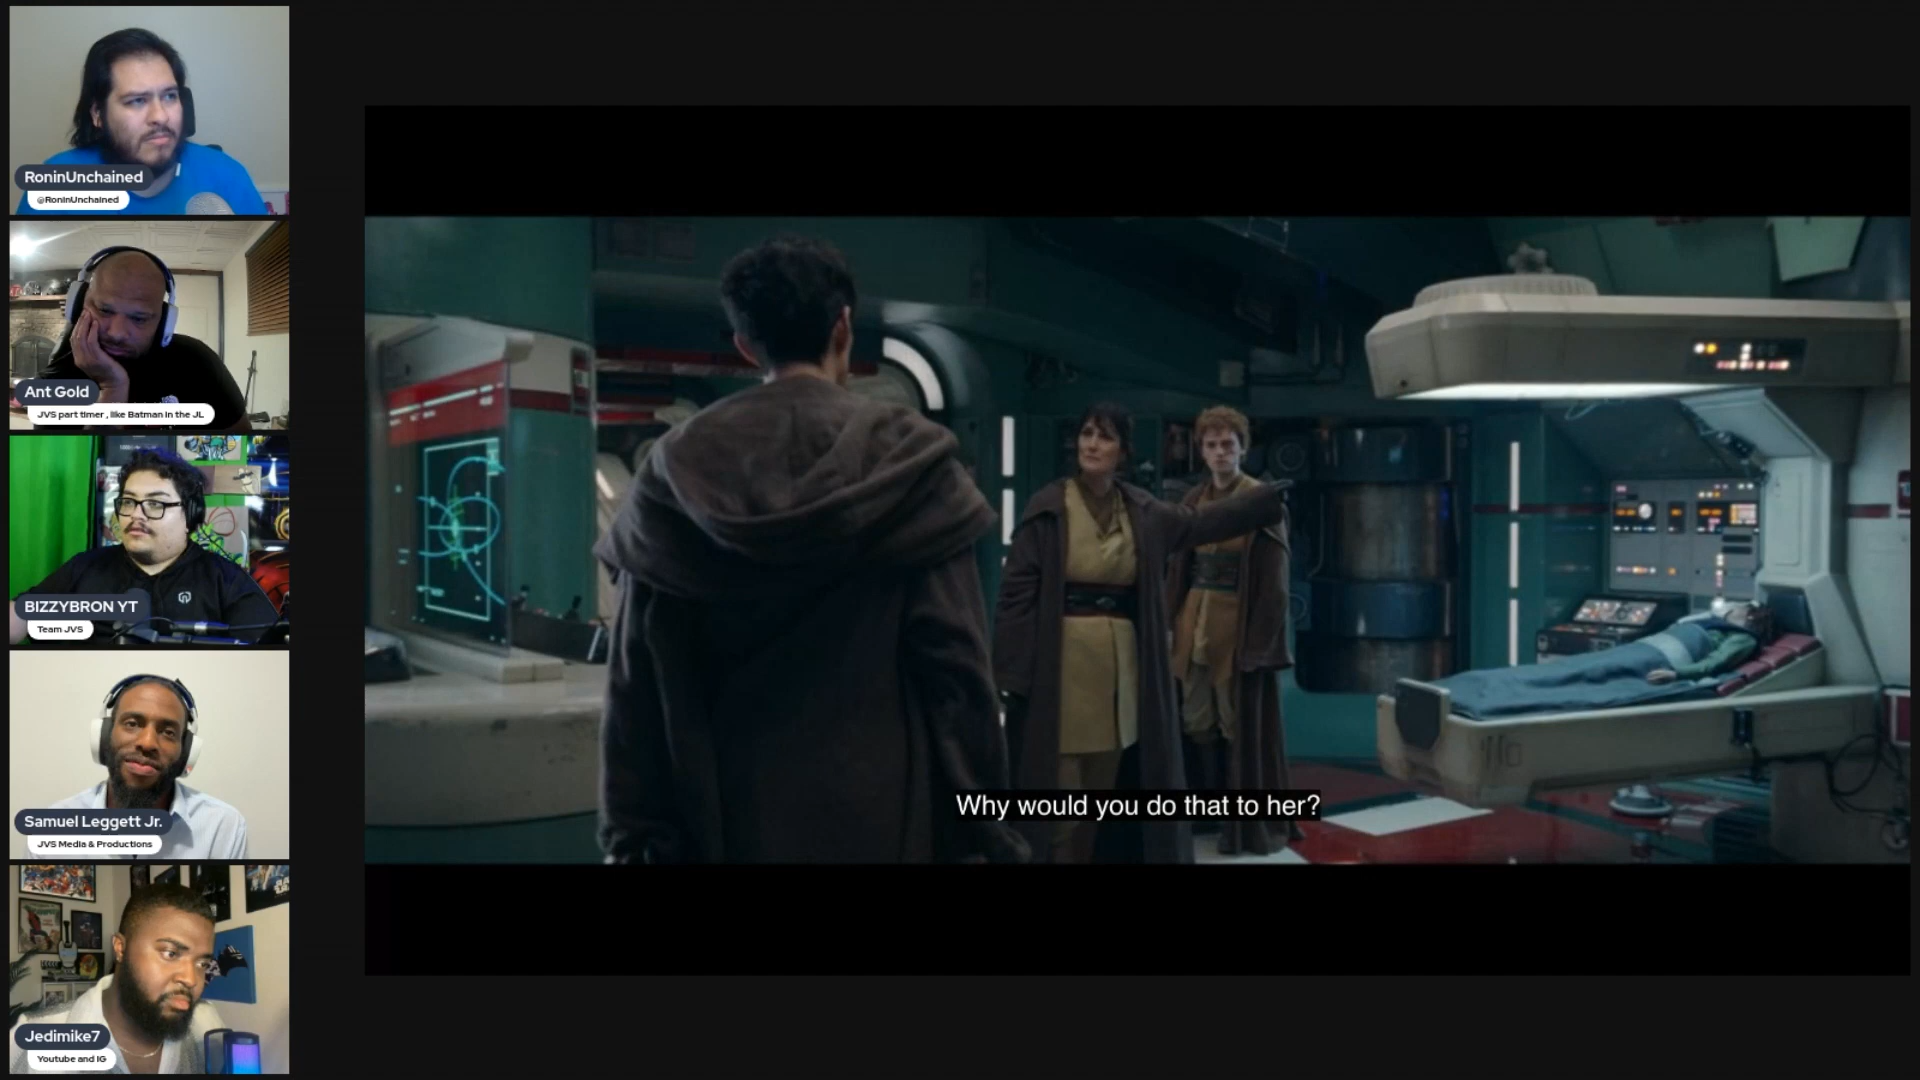 RoninUnchained
@RoninUnchained
Ant Gold
JVS part timer , like Batman in the JL
BIZZYBRON YT
Team JVS
Samuel Leggett Jr.
JVS Media & Productions
Jedimike7
Youtube and IG
Why would you do that to her?